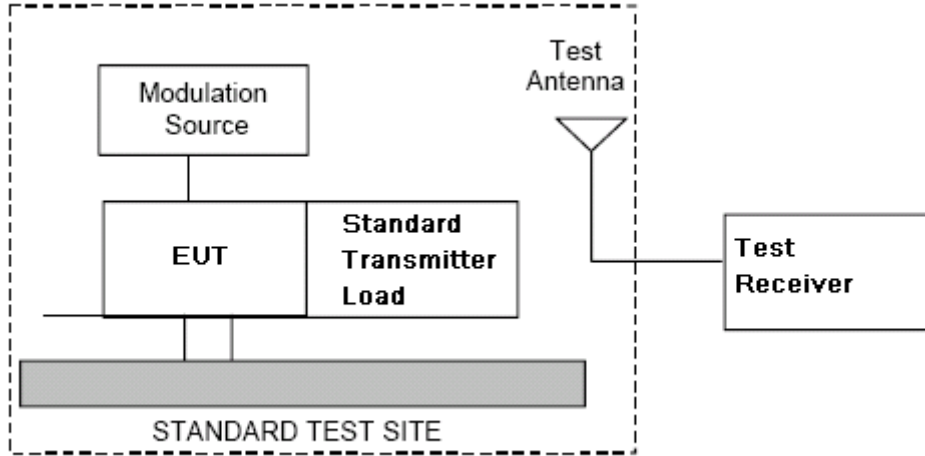 Modulation
Source
Test
Antenna
EUT
Standard
Transmitter
Load
Test
Receiver
STANDARD TEST SITE